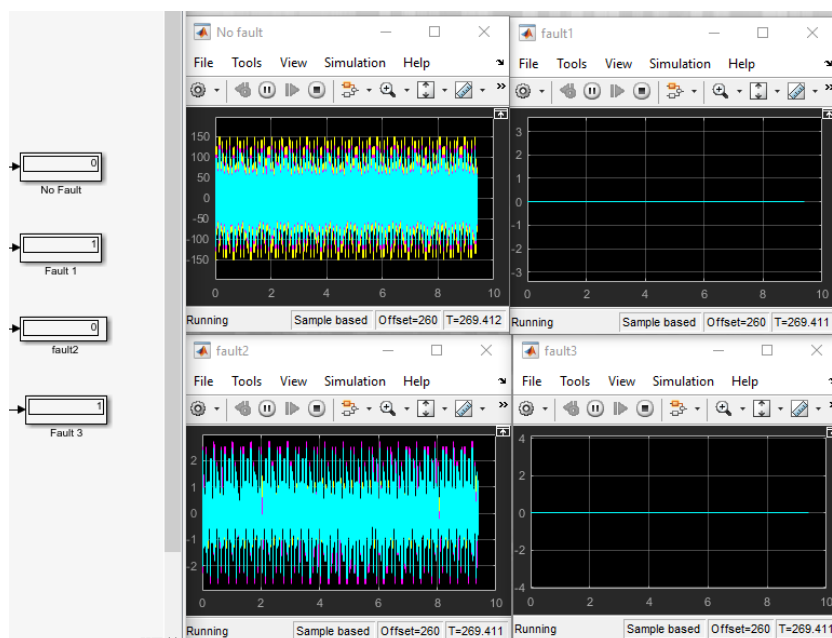 0
No Fault
1
Fault 1
0
fault2
1
Fault 3
No fault
File Tools View Simulation Help
150
100
50
0
-50
-100
-150
0 2 4 6 8 10
Running Sample based Offset=260 T=269.412
fault1
File Tools View Simulation Help
3
2
1
0
-1
-2
-3
0 2 4 6 8 10
Running Sample based Offset=260 T=269.411
fault2
File Tools View Simulation Help
2
1
0
-1
-2
0 2 4 6 8 10
Running Sample based Offset=260 T=269.411
fault3
File Tools View Simulation Help
4
2
0
-2
-4
0 2 4 6 8 10
Running Sample based Offset=260 T=269.411